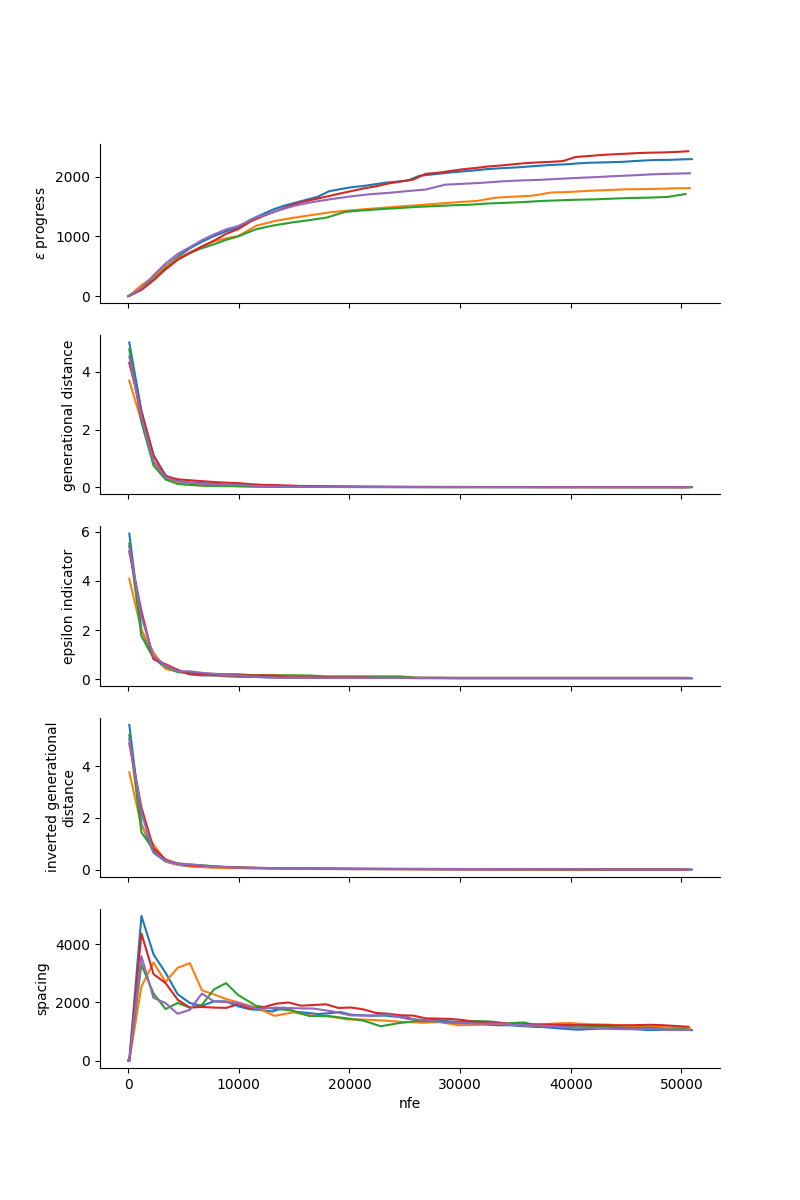 2000
1000
0
ε progress
4
2
0
generational distance
6
4
2
0
epsilon indicator
4
2
0
inverted generational
distance
4000
2000
0
spacing
0 10000 20000 30000 40000 50000
nfe